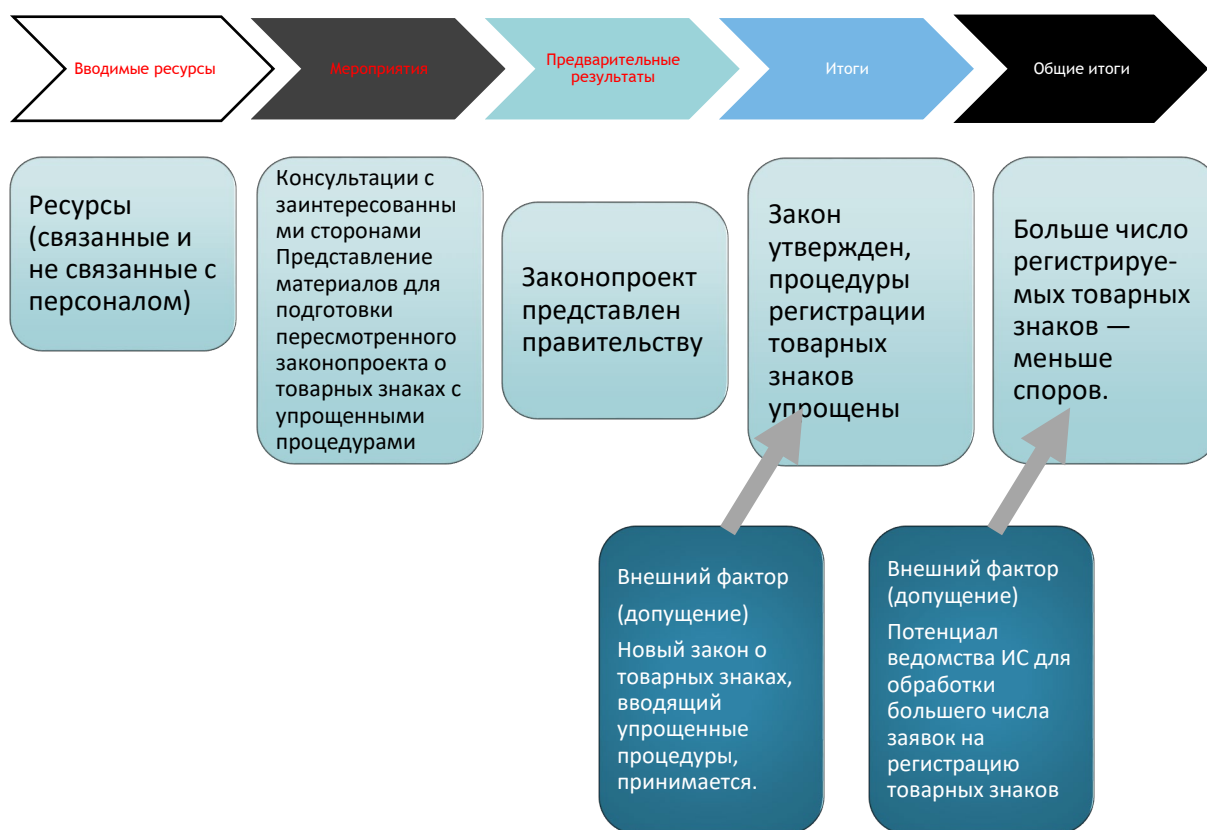 Вводимые ресурсы
Мероприятия
Предварительные
результаты
Итоги
Общие итоги
Ресурсы
(связанные и
не связанные с
персоналом)
Консультации с
заинтересованны
ми сторонами
Представление
материалов для
подготовки
пересмотренного
законопроекта о
товарных знаках с
упрощенными
процедурами
Законопроект
представлен
правительству
Закон
утвержден,
процедуры
регистрации
товарных
знаков
упрощены
Больше число
регистрируе-
мых товарных
знаков —
меньше
споров.
Внешний фактор
(допущение)
Новый закон о
товарных знаках,
вводящий
упрощенные
процедуры,
принимается.
Внешний фактор
(допущение)
Потенциал
ведомства ИС для
обработки
большего числа
заявок на
регистрацию
товарных знаков